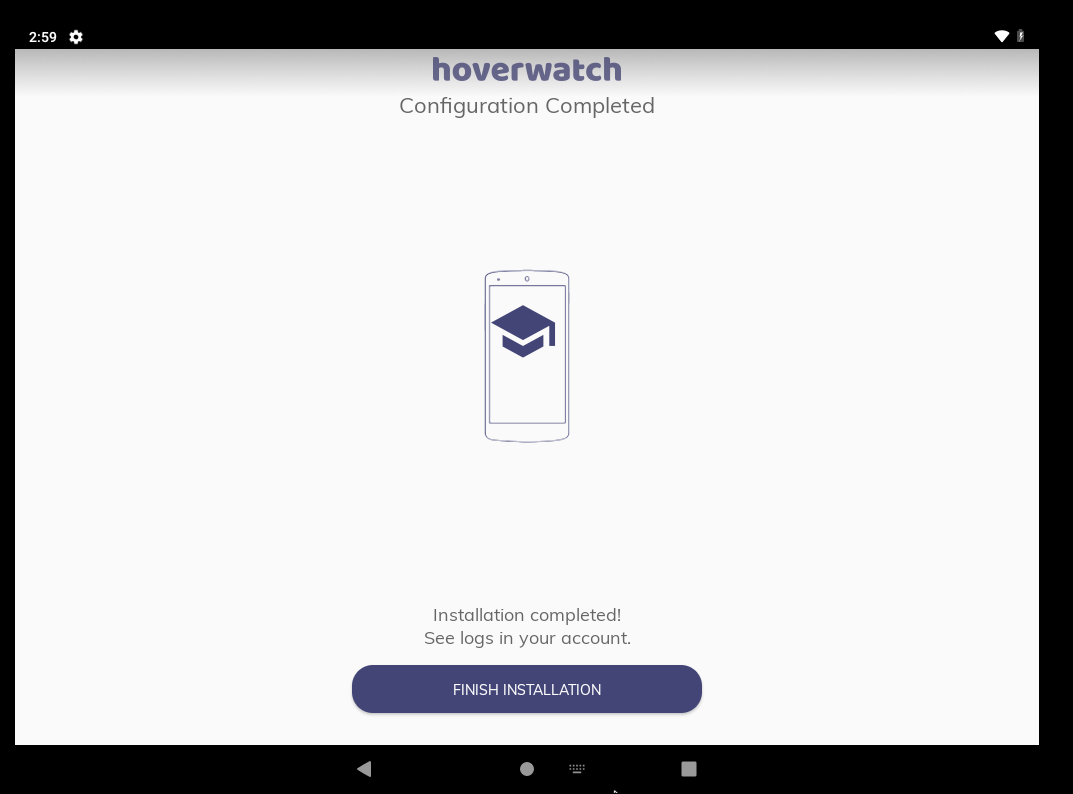 2:59
hoverwatch
Configuration Completed
Installation completed!
See logs in your account.
FINISH INSTALLATION